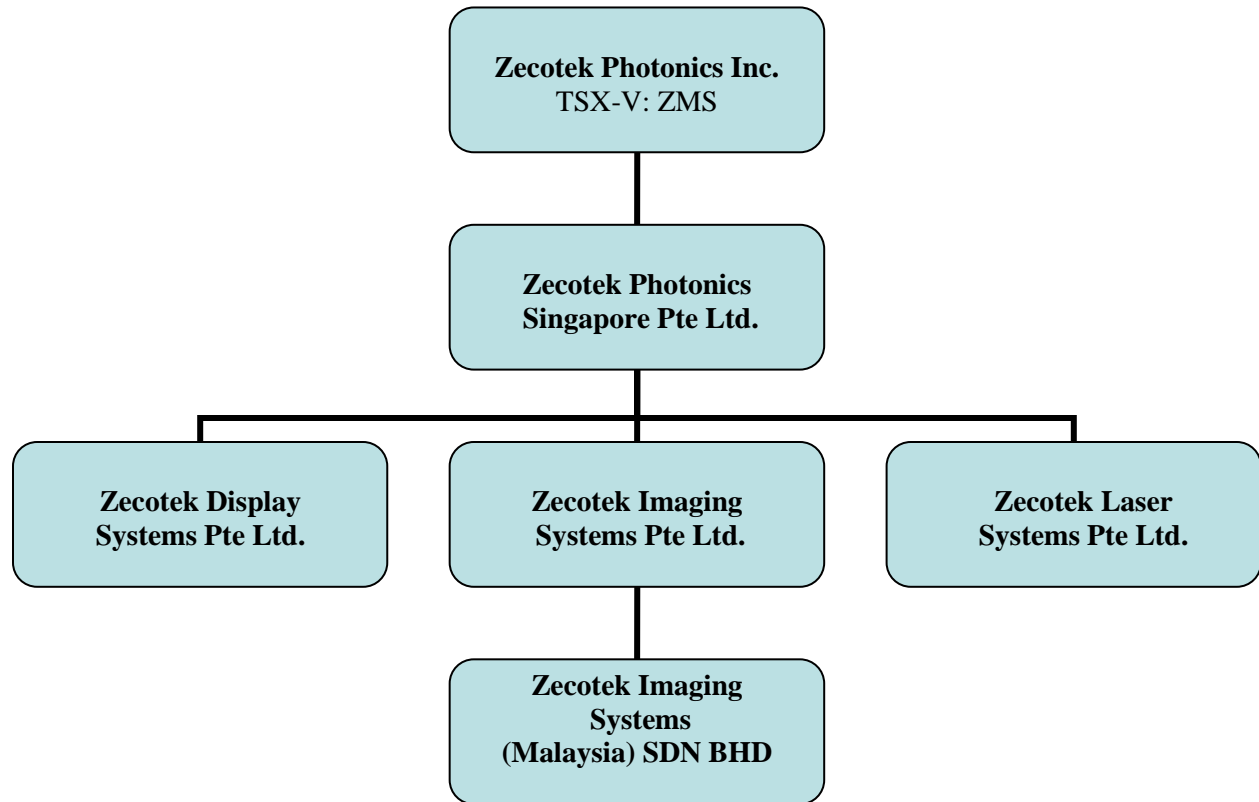 Zecotek Photonics Inc.
TSX-V: ZMS
Zecotek Photonics
Singapore Pte Ltd.
Zecotek Display
Systems Pte Ltd.
Zecotek Imaging
Systems Pte Ltd.
Zecotek Laser
Systems Pte Ltd.
Zecotek Imaging
Systems
(Malaysia) SDN BHD